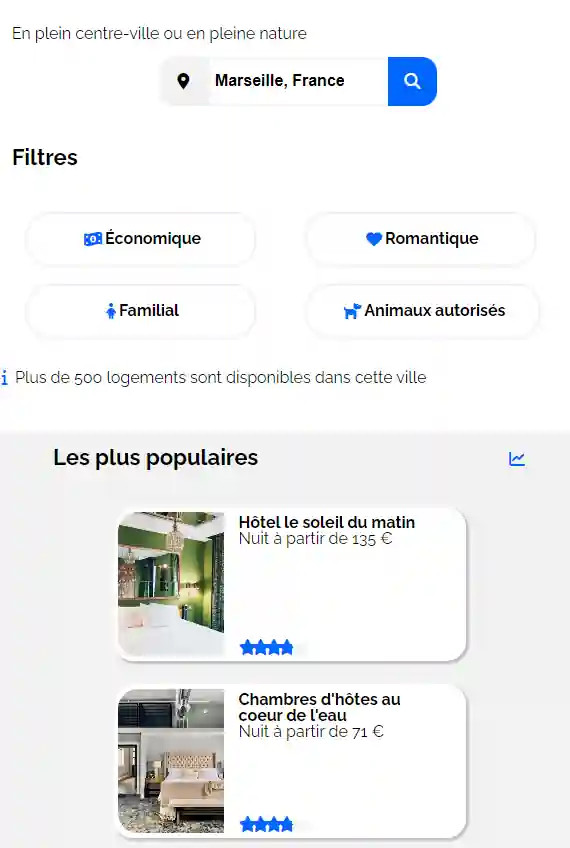 En plein centre-ville ou en pleine nature
Marseille, France
Filtres
Économique
Romantique
Familial
Animaux autorisés
Plus de 500 logements sont disponibles dans cette ville
Les plus populaires
Hôtel le soleil du matin
Nuit à partir de 135 €
Chambres d'hôtes au
coeur de l'eau
Nuit à partir de 71 €